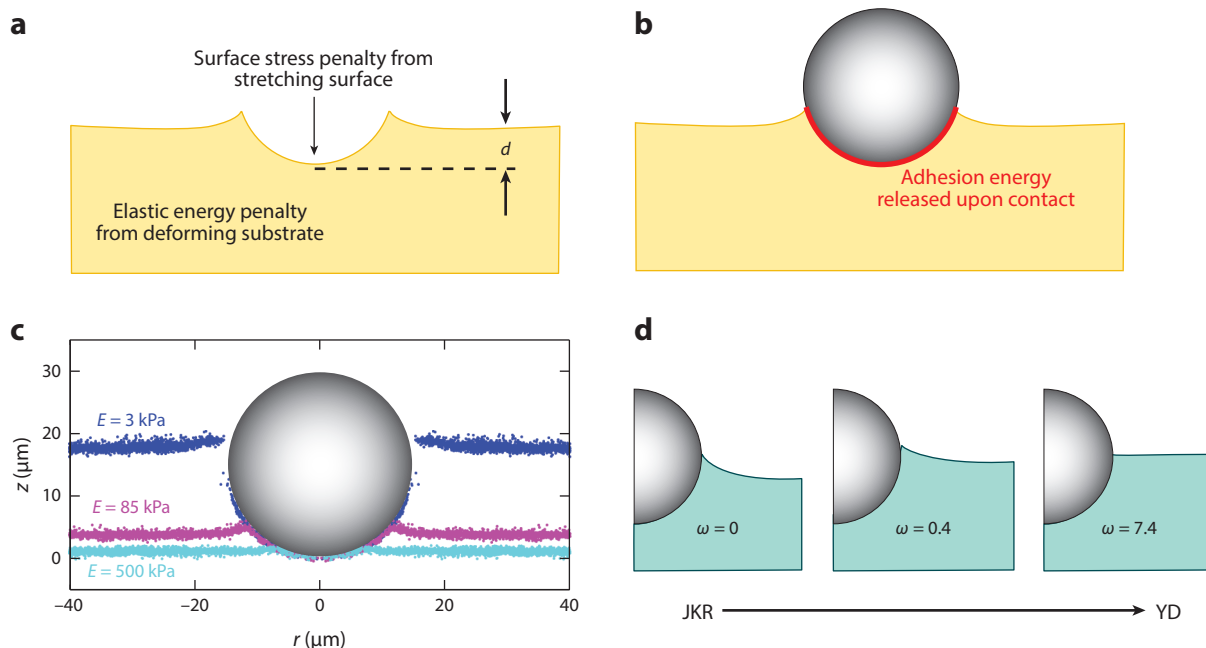 a
Surface stress penalty from
stretching surface
d
Elastic energy penalty
from deforming substrate
b
Adhesion energy
released upon contact
c
z (μm)
30
20
10
0
E = 3 kPa
E = 85 kPa
E = 500 kPa
−40
−20
0
20
40
r (μm)
d
ω = 0
ω = 0.4
ω = 7.4
JKR
YD